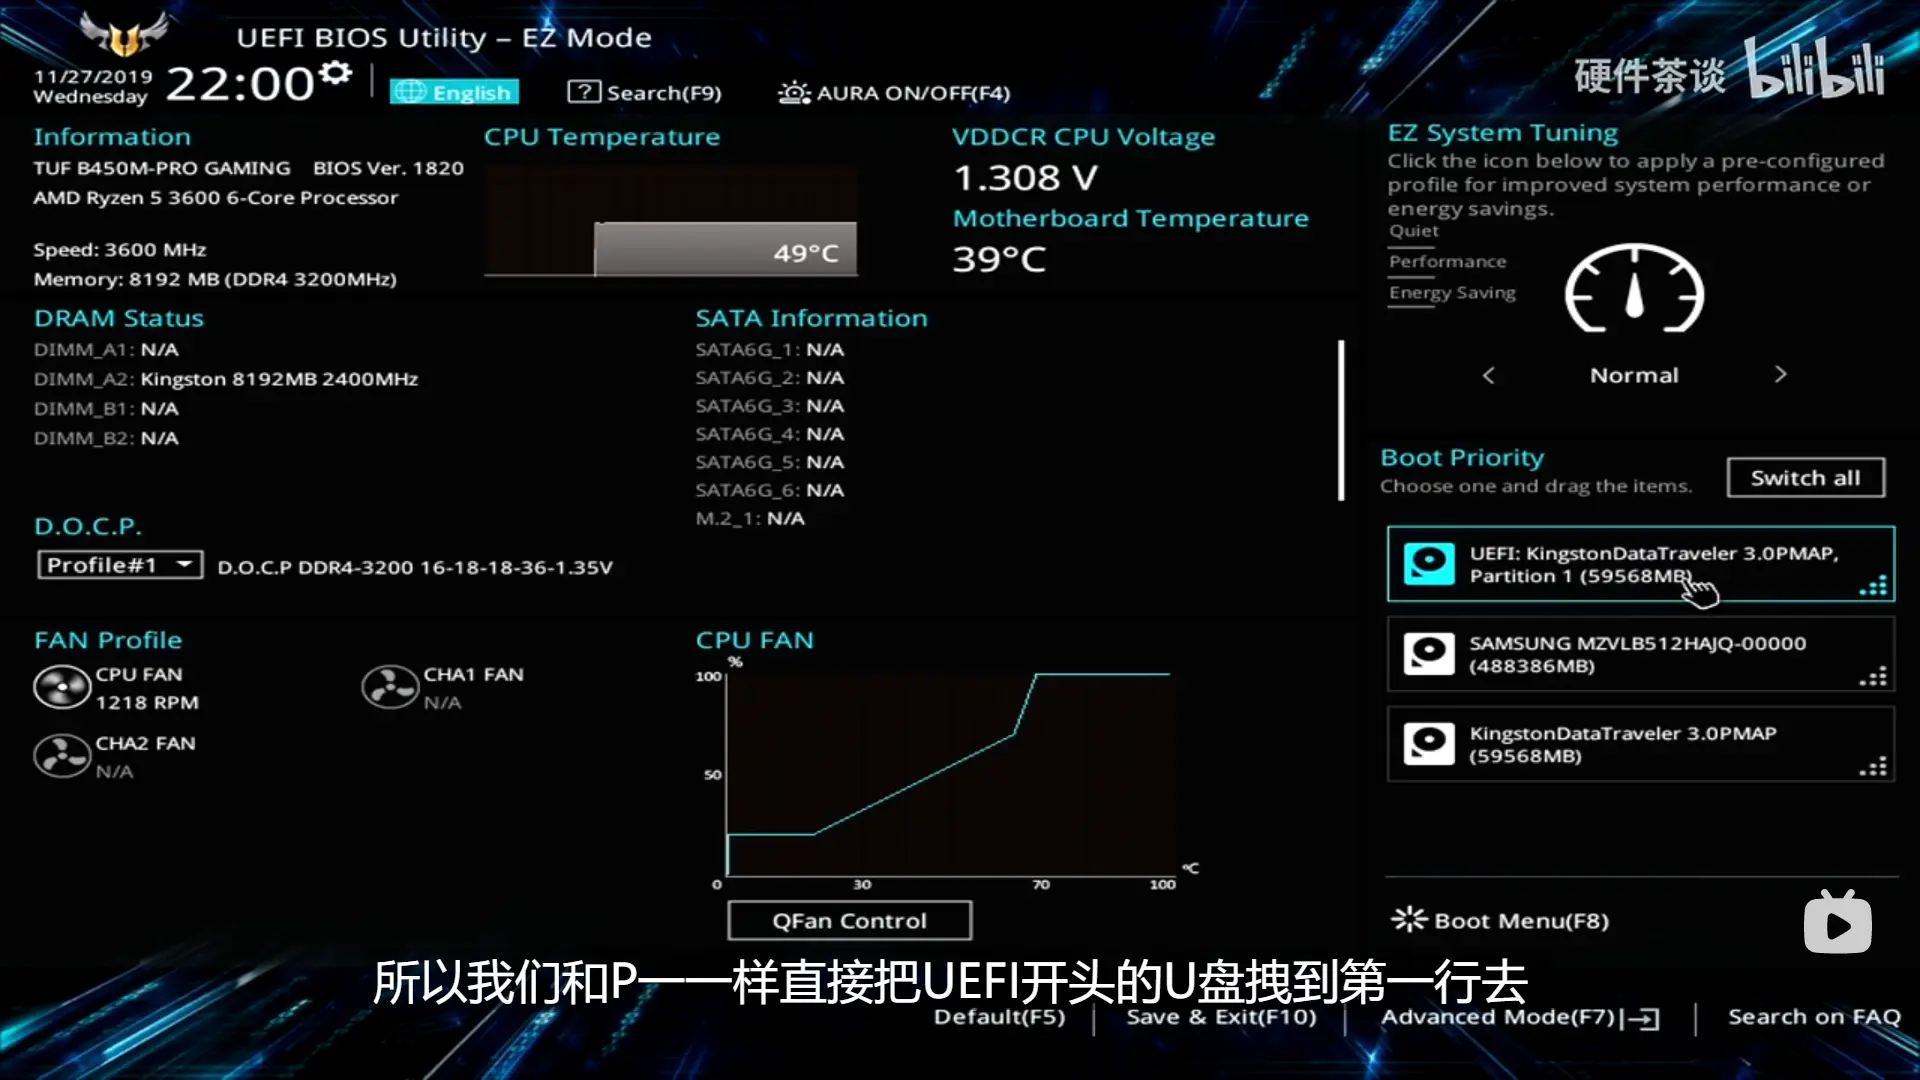 UEFI BIOS Utility – EZ Mode
11/27/2019
Wednesday
22:00
English
? Search(F9)
AURA ON/OFF(F4)
硬件茶谈 bilibili
Information
TUF B450M-PRO GAMING BIOS Ver. 1820
AMD Ryzen 5 3600 6-Core Processor
Speed: 3600 MHz
Memory: 8192 MB (DDR4 3200MHz)
CPU Temperature
49°C
VDDCR CPU Voltage
1.308 V
Motherboard Temperature
39°C
EZ System Tuning
Click the icon below to apply a pre-configured
profile for improved system performance or
energy savings.
Quiet
Performance
Energy Saving
< Normal >
DRAM Status
DIMM_A1: N/A
DIMM_A2: Kingston 8192MB 2400MHz
DIMM_B1: N/A
DIMM_B2: N/A
SATA Information
SATA6G_1: N/A
SATA6G_2: N/A
SATA6G_3: N/A
SATA6G_4: N/A
SATA6G_5: N/A
SATA6G_6: N/A
M.2_1: N/A
D.O.C.P.
Profile#1
D.O.C.P DDR4-3200 16-18-18-36-1.35V
Boot Priority
Choose one and drag the items.
Switch all
UEFI: KingstonDataTraveler 3.0PMAP,
Partition 1 (59568MB)
SAMSUNG MZVLB512HAJQ-00000
(488386MB)
KingstonDataTraveler 3.0PMAP
(59568MB)
FAN Profile
CPU FAN
1218 RPM
CHA1 FAN
N/A
CHA2 FAN
N/A
CPU FAN
%
100
50
0 30 70 100
°C
QFan Control
Boot Menu(F8)
所以我们和P一一样直接把UEFI开头的U盘拽到第一行去
Default(F5)
Save & Exit(F10)
Advanced Mode(F7)
Search on FAQ